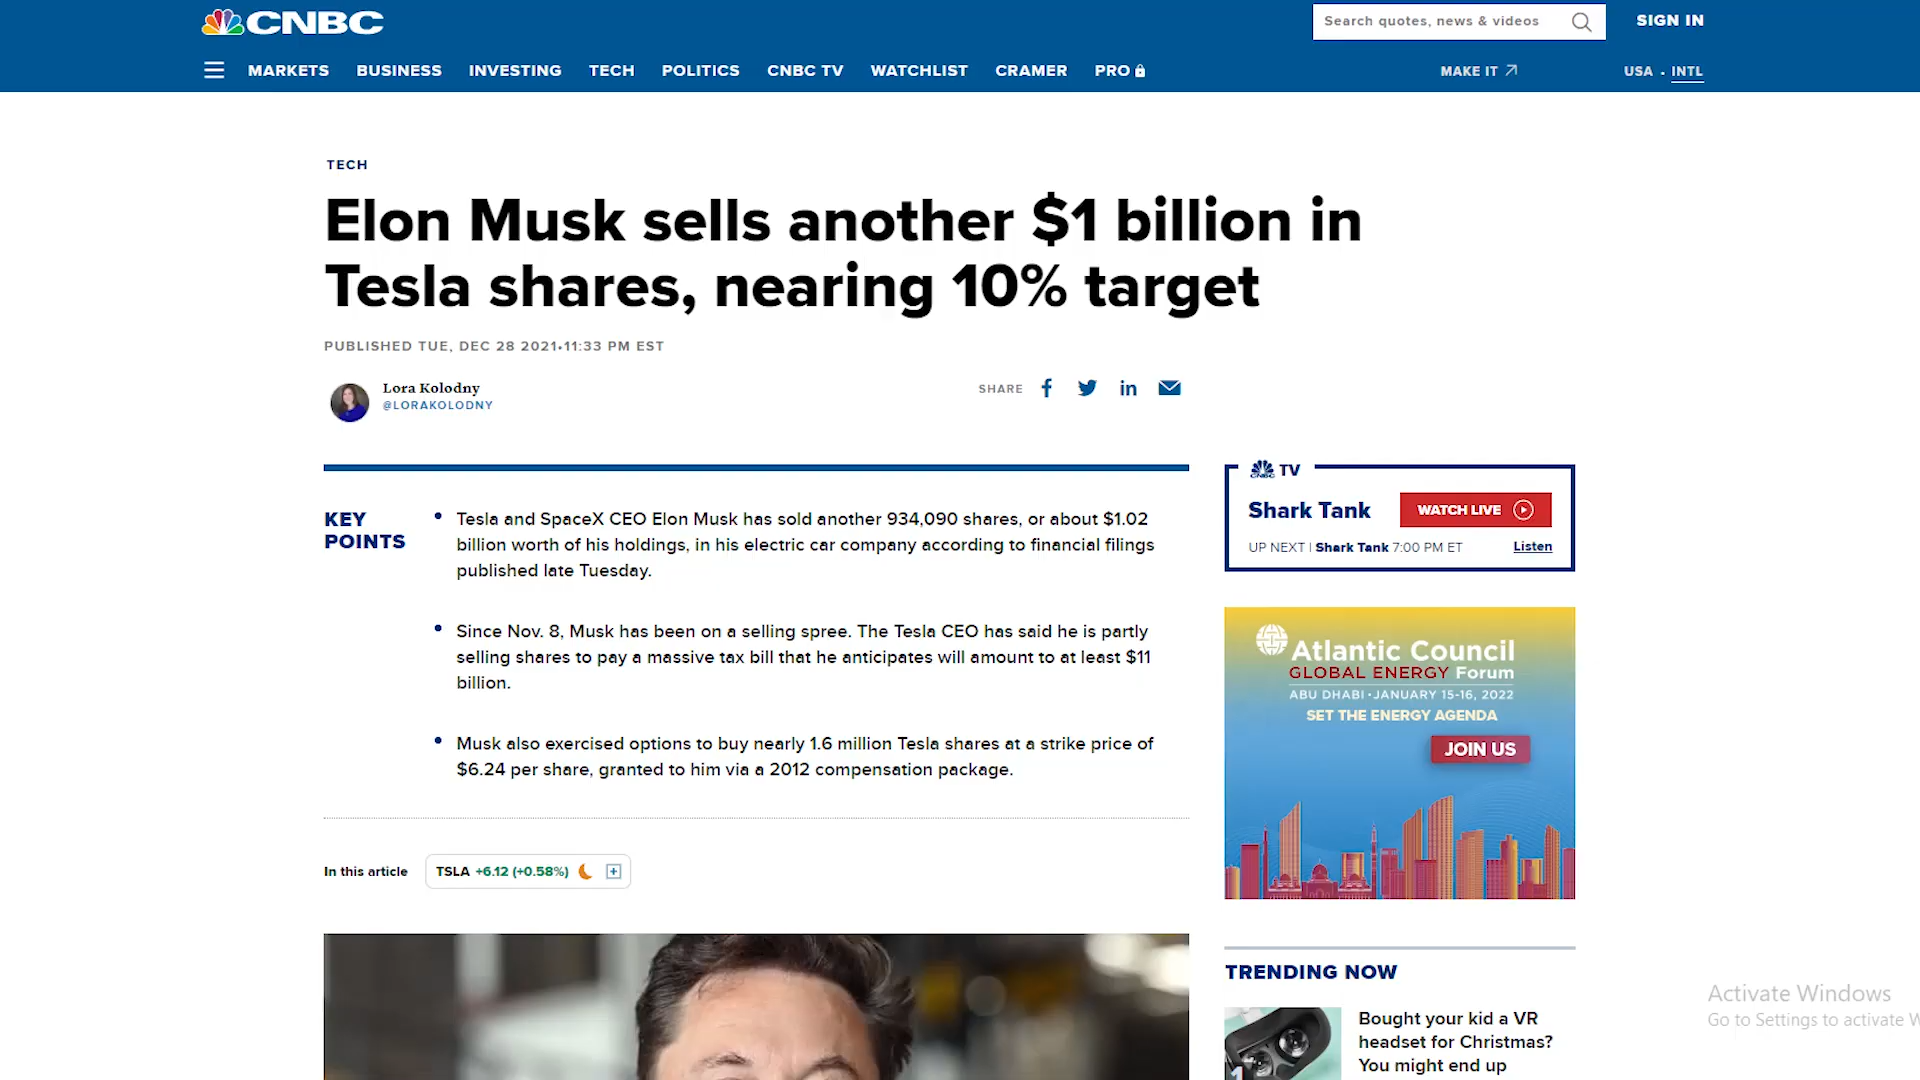 CNBC
Search quotes, news & videos
SIGN IN
MARKETS BUSINESS INVESTING TECH POLITICS CNBC TV WATCHLIST CRAMER PRO
MAKE IT
USA • INTL
TECH
Elon Musk sells another $1 billion in
Tesla shares, nearing 10% target
PUBLISHED TUE, DEC 28 2021•11:33 PM EST
Lora Kolodny
@LORAKOLODNY
SHARE
KEY
POINTS
Tesla and SpaceX CEO Elon Musk has sold another 934,090 shares, or about $1.02
billion worth of his holdings, in his electric car company according to financial filings
published late Tuesday.
Since Nov. 8, Musk has been on a selling spree. The Tesla CEO has said he is partly
selling shares to pay a massive tax bill that he anticipates will amount to at least $11
billion.
Musk also exercised options to buy nearly 1.6 million Tesla shares at a strike price of
$6.24 per share, granted to him via a 2012 compensation package.
In this article
TSLA +6.12 (+0.58%)
CNBC TV
Shark Tank
WATCH LIVE
UP NEXT | Shark Tank 7:00 PM ET
Listen
Atlantic Council
GLOBAL ENERGY Forum
ABU DHABI • JANUARY 15-16, 2022
SET THE ENERGY AGENDA
JOIN US
TRENDING NOW
1
Bought your kid a VR
headset for Christmas?
You might end up
Activate Windows
Go to Settings to activate W